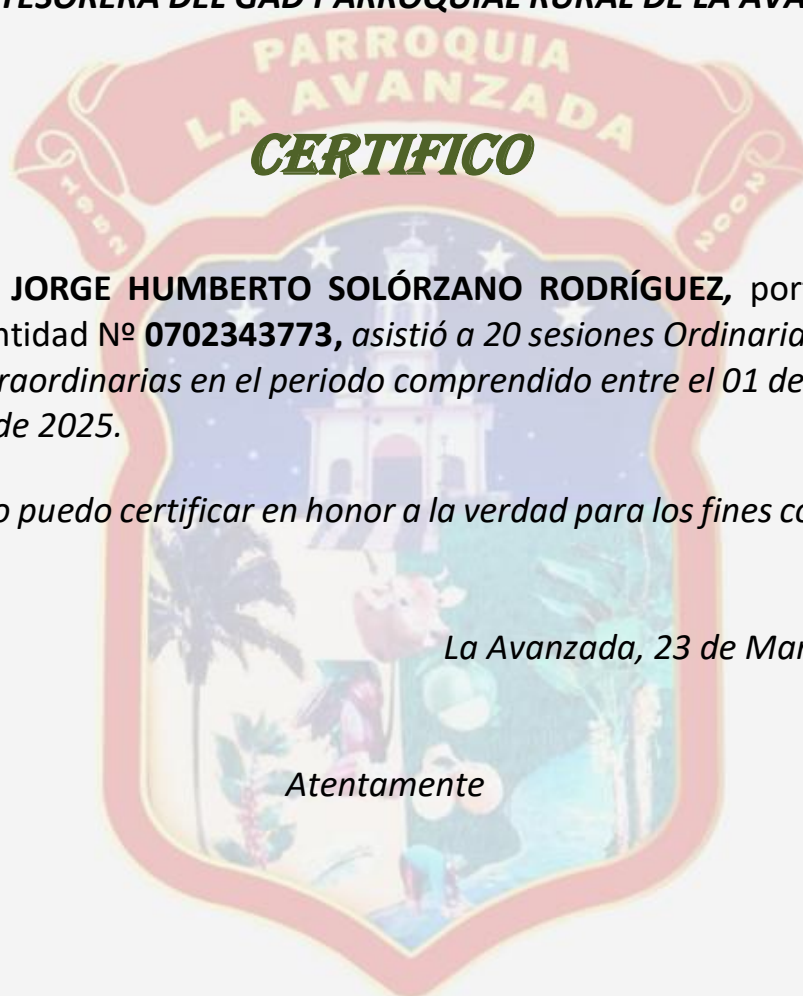 TESORERA DEL GAD PARROQUIAL RURAL DE LA AVA
PARROQUIA
LA AVANZADA
1952
2002
CERTIFICO
JORGE HUMBERTO SOLÓRZANO RODRÍGUEZ, por
ntidad Nº 0702343773, asistió a 20 sesiones Ordinaria
raordinarias en el periodo comprendido entre el 01 de
de 2025.
o puedo certificar en honor a la verdad para los fines co
La Avanzada, 23 de Mar
Atentamente